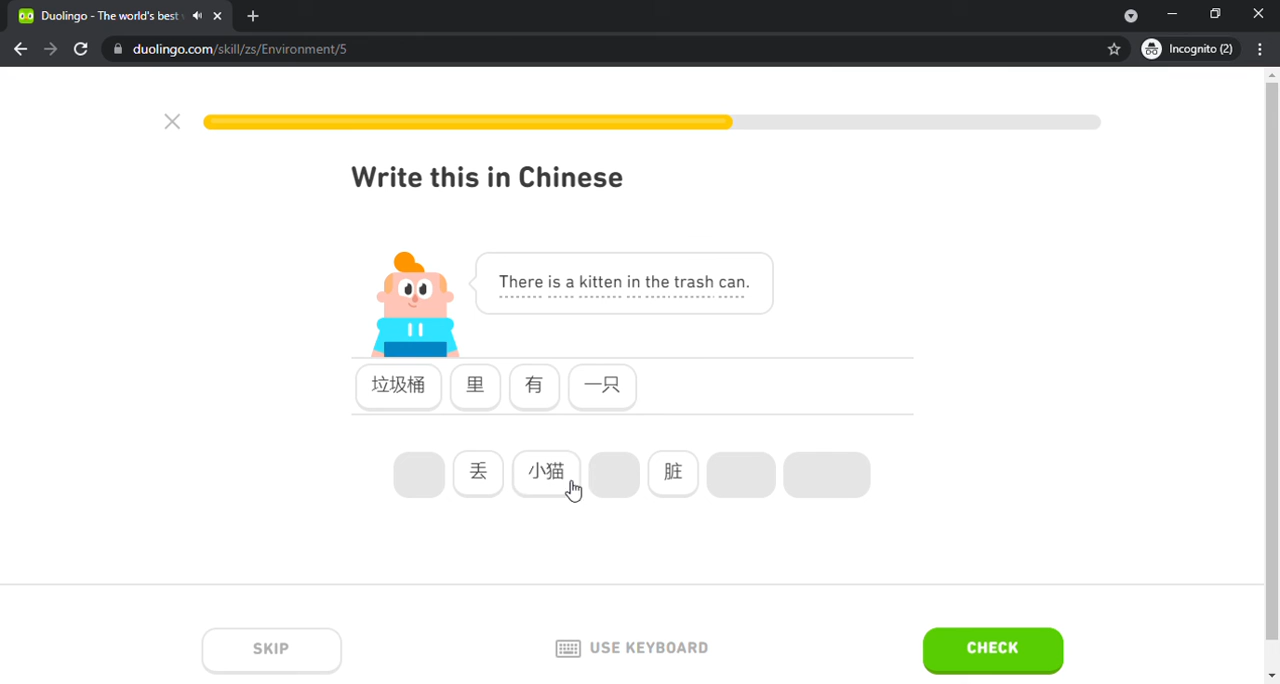 Duolingo - The world's best
duolingo.com/skill/zs/Environment/5
Incognito (2)
Write this in Chinese
There is a kitten in the trash can.
垃圾桶 里 有 一只
丢 小猫 脏
SKIP
USE KEYBOARD
CHECK